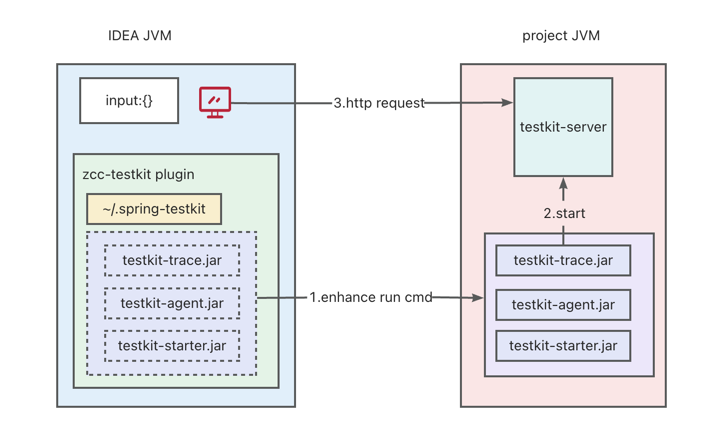 IDEA JVM
project JVM
input:{}
3.http request
testkit-server
zcc-testkit plugin
~/.spring-testkit
2.start
testkit-trace.jar
testkit-agent.jar
testkit-starter.jar
1.enhance run cmd
testkit-trace.jar
testkit-agent.jar
testkit-starter.jar